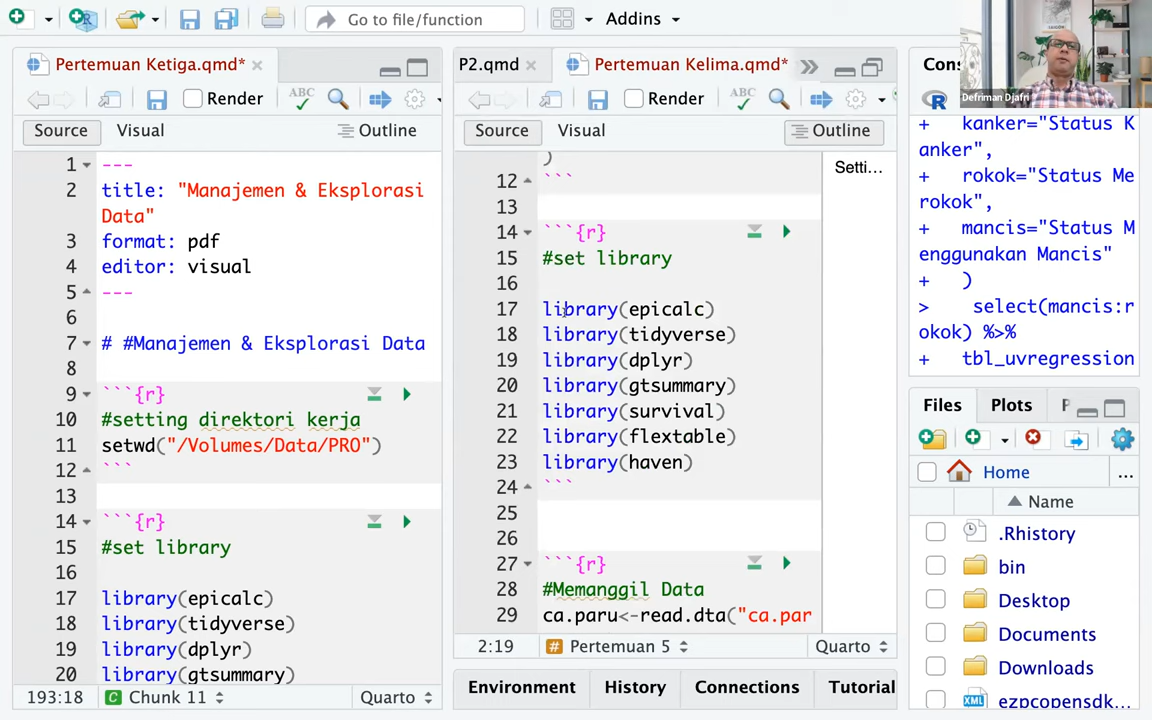 Go to file/function
Addins
Pertemuan Ketiga.qmd*
Render
ABC
Source
Visual
Outline
1 ---
2 title: "Manajemen & Eksplorasi
Data"
3 format: pdf
4 editor: visual
5 ---
6
7 # #Manajemen & Eksplorasi Data
8
9 ```{r}
10 #setting direktori kerja
11 setwd("/Volumes/Data/PRO")
12 ```
13
14 ```{r}
15 #set library
16
17 library(epicalc)
18 library(tidyverse)
19 library(dplyr)
20 library(gtsummary)
193:18
Chunk 11
Quarto
P2.qmd
Pertemuan Kelima.qmd*
Render
ABC
Source
Visual
Outline
Setti...
)
12 ```
13
14 ```{r}
15 #set library
16
17 library(epicalc)
18 library(tidyverse)
19 library(dplyr)
20 library(gtsummary)
21 library(survival)
22 library(flextable)
23 library(haven)
24 ```
25
26
27 ```{r}
28 #Memanggil Data
29 ca.paru<-read.dta("ca.par
2:19
Pertemuan 5
Quarto
Environment
History
Connections
Tutorial
Cons
Defriman Djafri
R
+ kanker="Status K
anker",
+ rokok="Status Me
rokok",
+ mancis="Status M
enggunakan Mancis"
+ )
> select(mancis:r
okok) %>%
+ tbl_uvregression
Files
Plots
P
Home
...
Name
.Rhistory
bin
Desktop
Documents
Downloads
XML
ezpcopensdk...